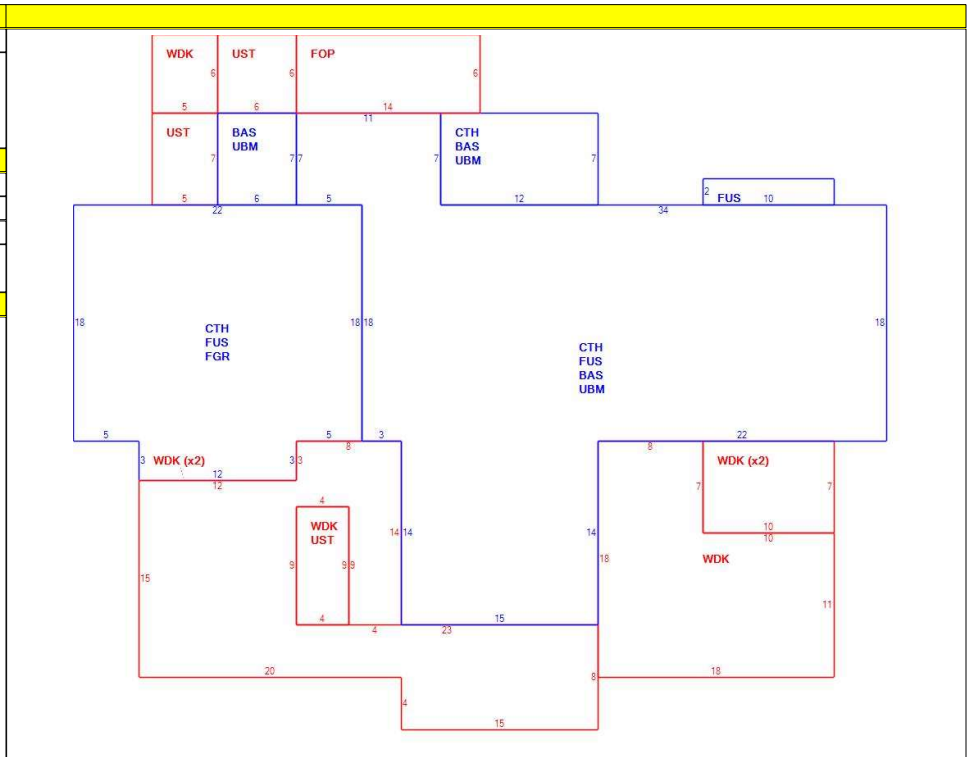 WDK UST FOP
6 6 6
5 6 14
11
UST BAS CTH
UBM BAS
UBM
7 7 7 7 7
5 6 5 12 2 FUS 10
22 34
18 18 18 18
CTH
FUS
FGR
CTH
FUS
BAS
UBM
5 5 3 22
8 8
3 WDK (x2) 3 3 WDK (x2)
12
12
7 7
4
WDK
UST
14 14 14 10
10
9 9 9 18 WDK
15 11
4 15
4 23
20 8 18
4
15